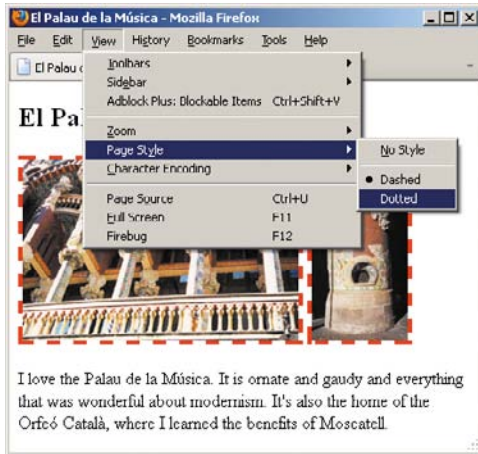 El Palau de la Música - Mozilla Firefox
File Edit View History Bookmarks Tools Help
El Palau d
Toolbars
Sidebar
Adblock Plus: Blockable Items Ctrl+Shift+V
El Pa
Zoom
Page Style
No Style
Character Encoding
Dashed
Page Source Ctrl+U
Dotted
Full Screen F11
Firebug F12
6
I love the Palau de la Música. It is ornate and gaudy and everything
that was wonderful about modernism. It's also the home of the
Orfeó Català, where I learned the benefits of Moscatell.